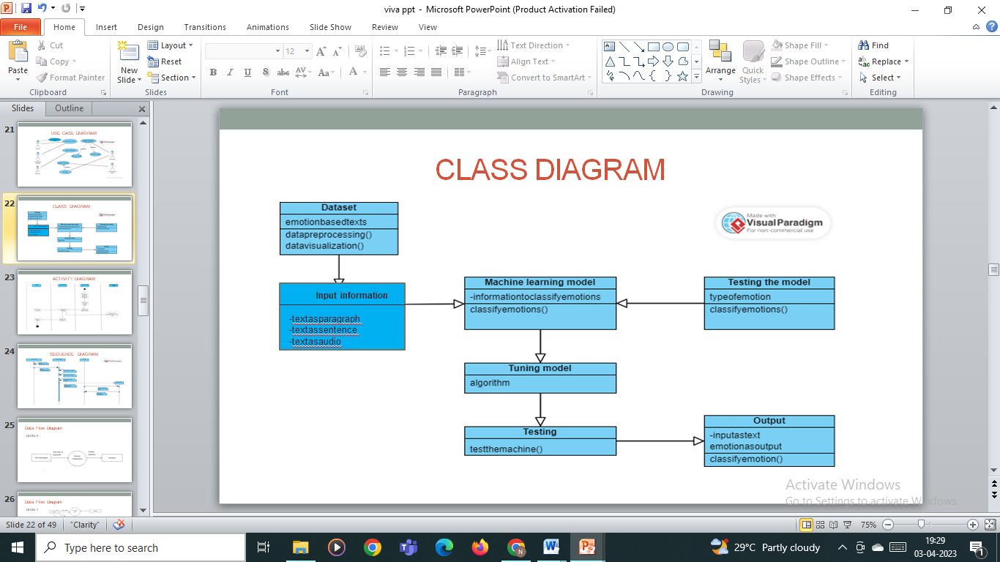 viva ppt - Microsoft PowerPoint (Product Activation Failed)
File Home Insert Design Transitions Animations Slide Show Review View
Paste
Cut
Copy
Format Painter
Clipboard
New Slide
Layout
Reset
Section
Slides
12
Font
Text Direction
Align Text
Convert to SmartArt
Paragraph
Arrange
Quick Styles
Shape Fill
Shape Outline
Shape Effects
Drawing
Find
Replace
Select
Editing
Slides Outline
21
USE CASE DIAGRAM
22
CLASS DIAGRAM
23
ACTIVITY DIAGRAM
24
SEQUENCE DIAGRAM
25
Data Flow Diagram
LEVEL 0
26
Data Flow Diagram
LEVEL 1
CLASS DIAGRAM
Dataset
emotionbasedtexts
datapreprocessing()
datavisualization()
Made with
Visual Paradigm
For non-commercial use
Input information
-textasparagraph
-textassentence
-textasaudio
Machine learning model
-informationtoclassifyemotions
classifyemotions()
Testing the model
typeofemotion
classifyemotions()
Tuning model
algorithm
Testing
testthemachine()
Output
-inputastext
emotionasoutput
classifyemotion()
Activate Windows
Go to Settings to activate Windows.
Slide 22 of 49 "Clarity" 75%
Type here to search
29°C Partly cloudy
19:29
03-04-2023
1